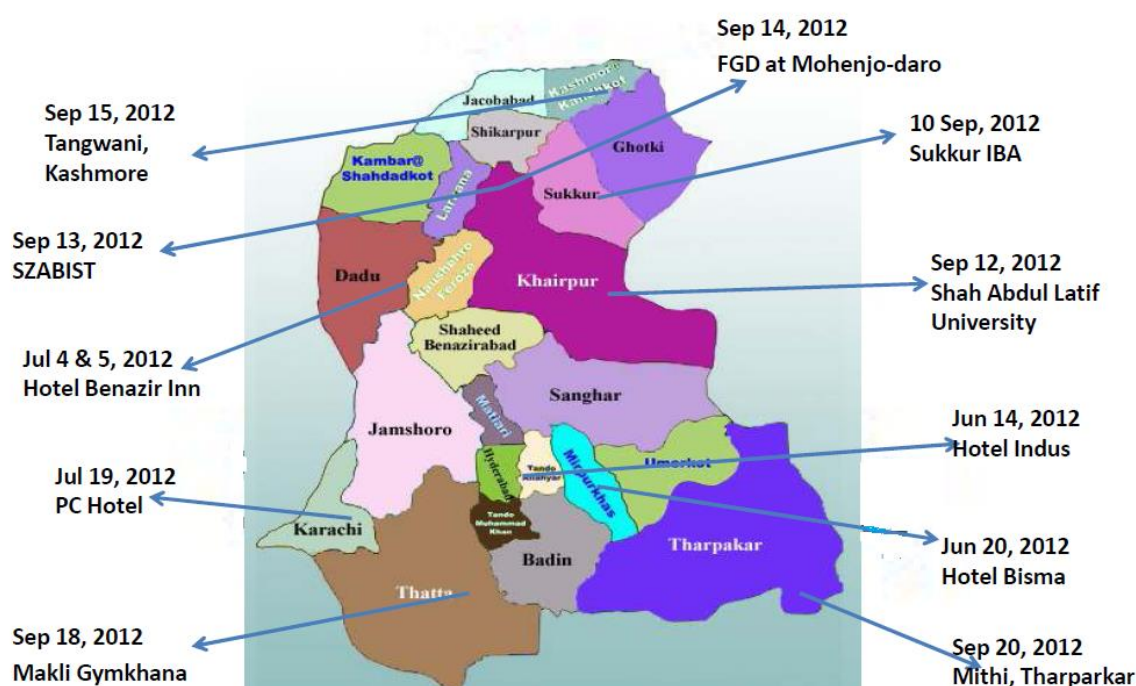 Sep 14, 2012
FGD at Mohenjo-daro
Sep 15, 2012
Tangwani,
Kashmore
10 Sep, 2012
Sukkur IBA
Sep 13, 2012
SZABIST
Sep 12, 2012
Shah Abdul Latif
University
Jul 4 & 5, 2012
Hotel Benazir Inn
Jun 14, 2012
Hotel Indus
Jul 19, 2012
PC Hotel
Jun 20, 2012
Hotel Bisma
Sep 18, 2012
Makli Gymkhana
Sep 20, 2012
Mithi, Tharparkar
Jacobabad
Shikarpur
Ghotki
Kambar@
Shahdadkot
Sukkur
Dadu
Naushehro
Feroze
Khairpur
Shaheed
Benazirabad
Sanghar
Matiari
Jamshoro
Hyderabad
Tando
Mirpurkhas
Umerkot
Karachi
Tando
Muhammad
Khan
Badin
Tharpakar
Thatta